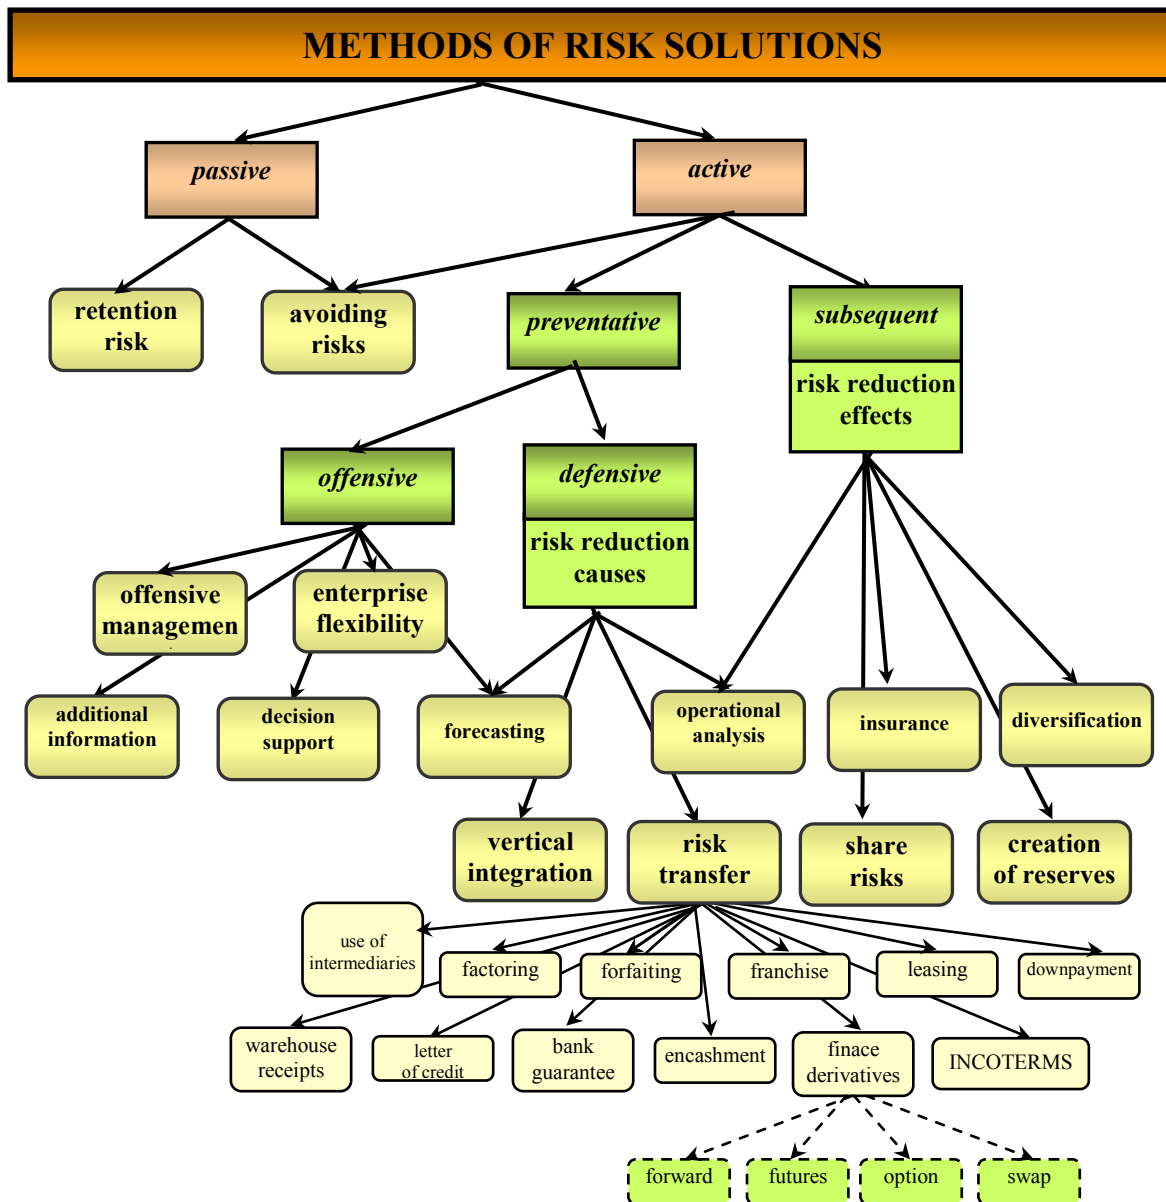 METHODS OF RISK SOLUTIONS
passive
active
retention
risk
avoiding
risks
preventative
subsequent
risk reduction
effects
offensive
defensive
risk reduction
causes
offensive
managemen
enterprise
flexibility
additional
information
decision
support
forecasting
operational
analysis
insurance
diversification
vertical
integration
risk
transfer
share
risks
creation
of reserves
use of
intermediaries
factoring
forfaiting
franchise
leasing
downpayment
warehouse
receipts
letter
of credit
bank
guarantee
encashment
finace
derivatives
INCOTERMS
forward
futures
option
swap